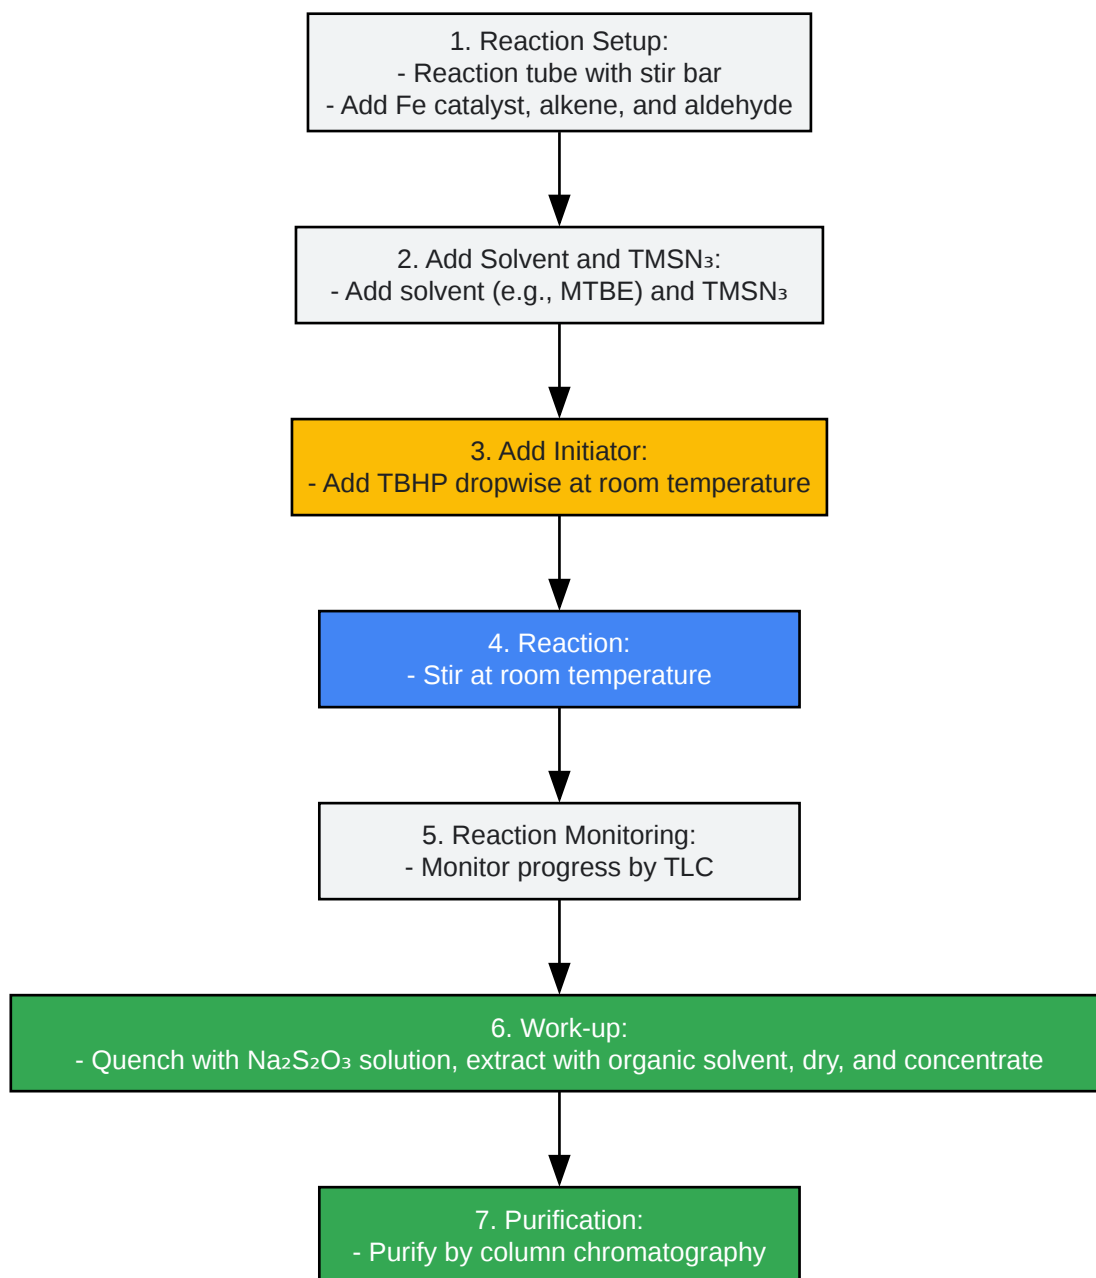 1. Reaction Setup:
- Reaction tube with stir bar
- Add Fe catalyst, alkene, and aldehyde
2. Add Solvent and TMSN₃:
- Add solvent (e.g., MTBE) and TMSN₃
3. Add Initiator:
- Add TBHP dropwise at room temperature
4. Reaction:
- Stir at room temperature
5. Reaction Monitoring:
- Monitor progress by TLC
6. Work-up:
- Quench with Na₂S₂O₃ solution, extract with organic solvent, dry, and concentrate
7. Purification:
- Purify by column chromatography